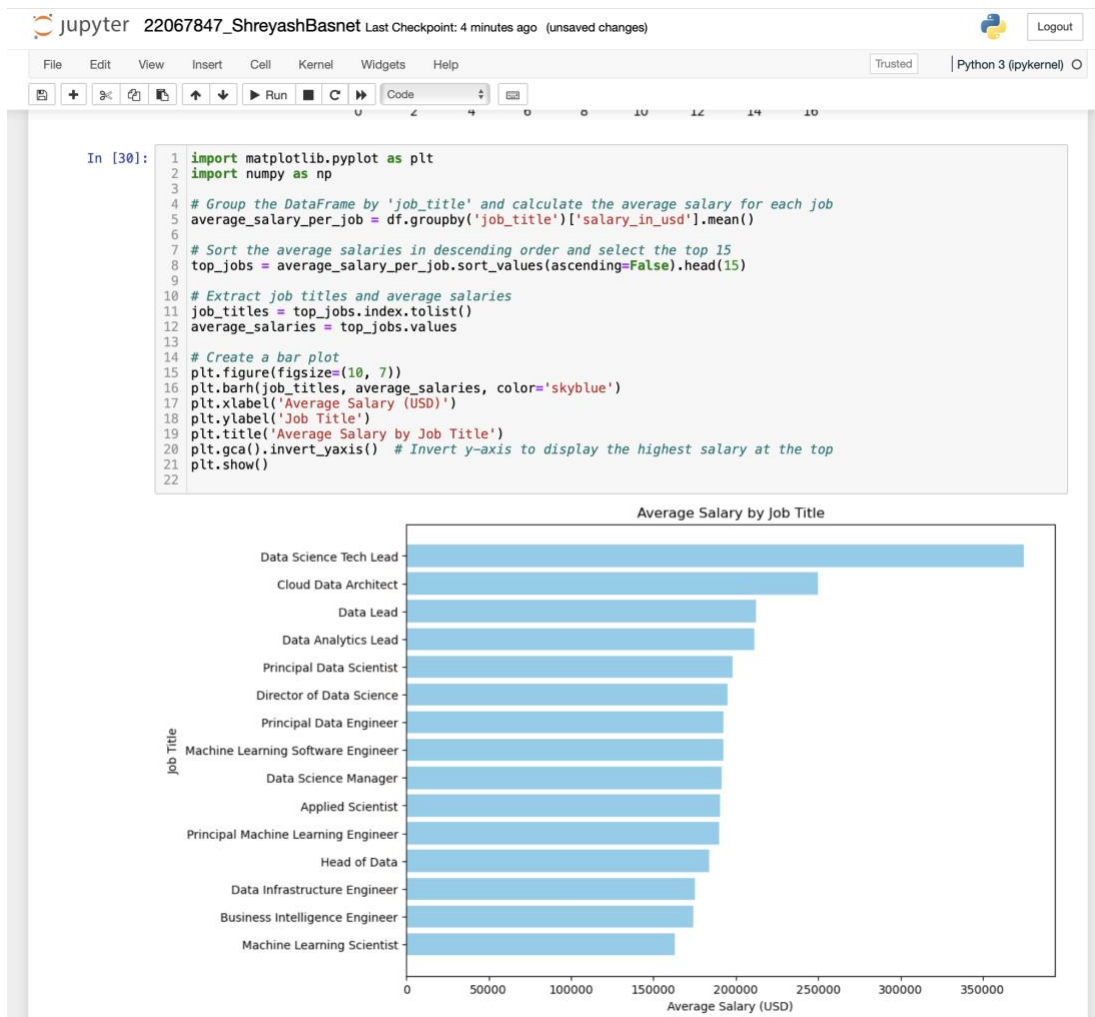 jupyter 22067847_ShreyashBasnet Last Checkpoint: 4 minutes ago (unsaved changes)
Logout
File Edit View Insert Cell Kernel Widgets Help
Trusted Python 3 (ipykernel)
Run Code
0 2 4 6 8 10 12 14 16
In [30]:
1 import matplotlib.pyplot as plt
2 import numpy as np
3
4 # Group the DataFrame by 'job_title' and calculate the average salary for each job
5 average_salary_per_job = df.groupby('job_title')['salary_in_usd'].mean()
6
7 # Sort the average salaries in descending order and select the top 15
8 top_jobs = average_salary_per_job.sort_values(ascending=False).head(15)
9
10 # Extract job titles and average salaries
11 job_titles = top_jobs.index.tolist()
12 average_salaries = top_jobs.values
13
14 # Create a bar plot
15 plt.figure(figsize=(10, 7))
16 plt.barh(job_titles, average_salaries, color='skyblue')
17 plt.xlabel('Average Salary (USD)')
18 plt.ylabel('Job Title')
19 plt.title('Average Salary by Job Title')
20 plt.gca().invert_yaxis()  # Invert y-axis to display the highest salary at the top
21 plt.show()
22
Average Salary by Job Title
Data Science Tech Lead
Cloud Data Architect
Data Lead
Data Analytics Lead
Principal Data Scientist
Director of Data Science
Principal Data Engineer
Machine Learning Software Engineer
Data Science Manager
Applied Scientist
Principal Machine Learning Engineer
Head of Data
Data Infrastructure Engineer
Business Intelligence Engineer
Machine Learning Scientist
Job Title
0 50000 100000 150000 200000 250000 300000 350000
Average Salary (USD)